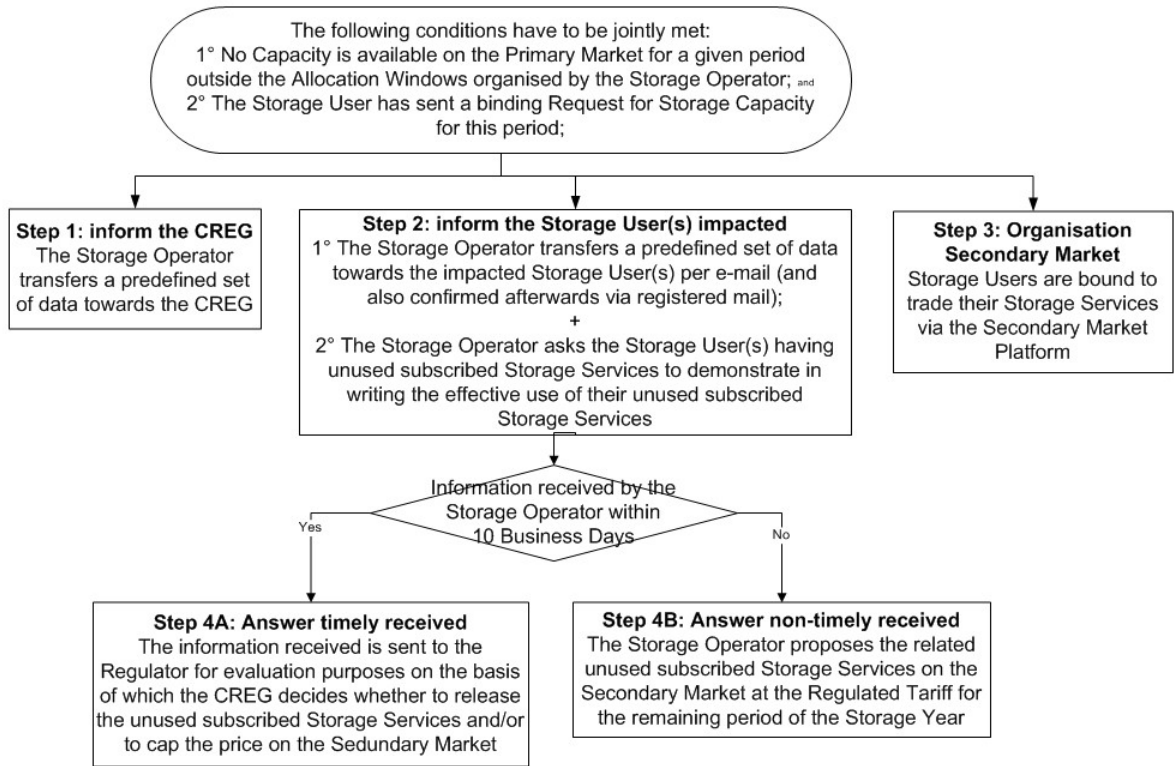 The following conditions have to be jointly met:
1° No Capacity is available on the Primary Market for a given period
outside the Allocation Windows organised by the Storage Operator; and
2° The Storage User has sent a binding Request for Storage Capacity
for this period;
Step 1: inform the CREG
The Storage Operator
transfers a predefined set
of data towards the CREG
Step 2: inform the Storage User(s) impacted
1° The Storage Operator transfers a predefined set of data
towards the impacted Storage User(s) per e-mail (and
also confirmed afterwards via registered mail);
+
2° The Storage Operator asks the Storage User(s) having
unused subscribed Storage Services to demonstrate in
writing the effective use of their unused subscribed
Storage Services
Step 3: Organisation
Secondary Market
Storage Users are bound to
trade their Storage Services
via the Secondary Market
Platform
Information received by the
Storage Operator within
10 Business Days
Yes
No
Step 4A: Answer timely received
The information received is sent to the
Regulator for evaluation purposes on the basis
of which the CREG decides whether to release
the unused subscribed Storage Services and/or
to cap the price on the Sedundary Market
Step 4B: Answer non-timely received
The Storage Operator proposes the related
unused subscribed Storage Services on the
Secondary Market at the Regulated Tariff for
the remaining period of the Storage Year